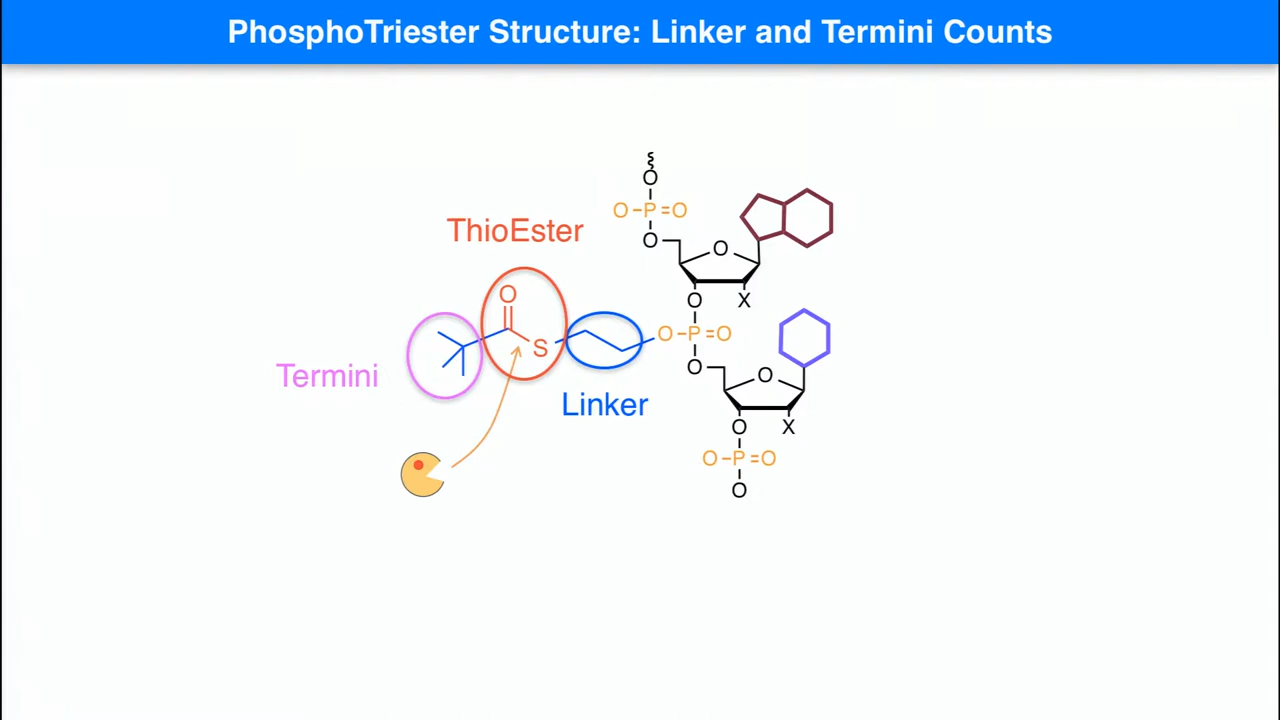 PhosphoTriester Structure: Linker and Termini Counts
O
O–P=O
O
O
ThioEster
O
X
O
S
O–P=O
O
O
Termini
Linker
O
X
O–P=O
O